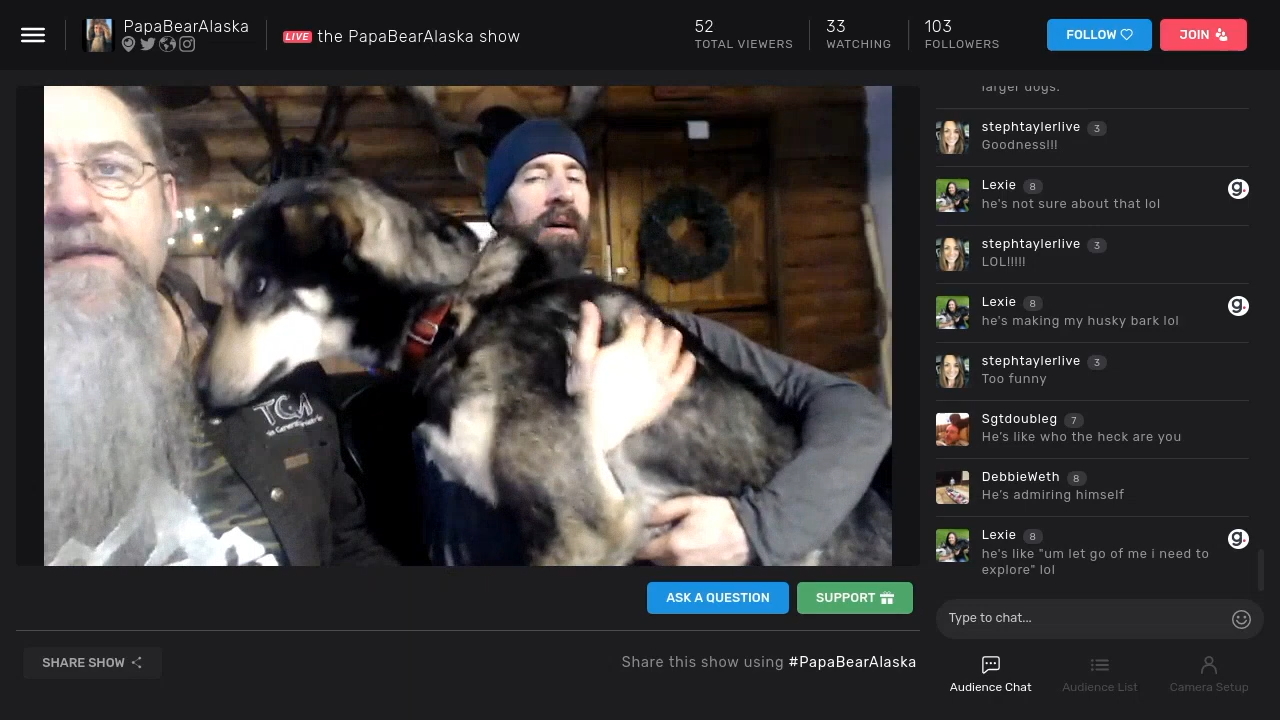 PapaBearAlaska
LIVE the PapaBearAlaska show
52
TOTAL VIEWERS
33
WATCHING
103
FOLLOWERS
FOLLOW
JOIN
TCA
larger dogs.
stephtaylerlive 3
Goodness!!!
Lexie 8
he's not sure about that lol
g.
stephtaylerlive 3
LOL!!!!!
Lexie 8
he's making my husky bark lol
g.
stephtaylerlive 3
Too funny
Sgtdoubleg 7
He's like who the heck are you
DebbieWeth 8
He's admiring himself
Lexie 8
he's like "um let go of me i need to
explore" lol
g.
ASK A QUESTION
SUPPORT
Type to chat...
SHARE SHOW
Share this show using #PapaBearAlaska
Audience Chat
Audience List
Camera Setup